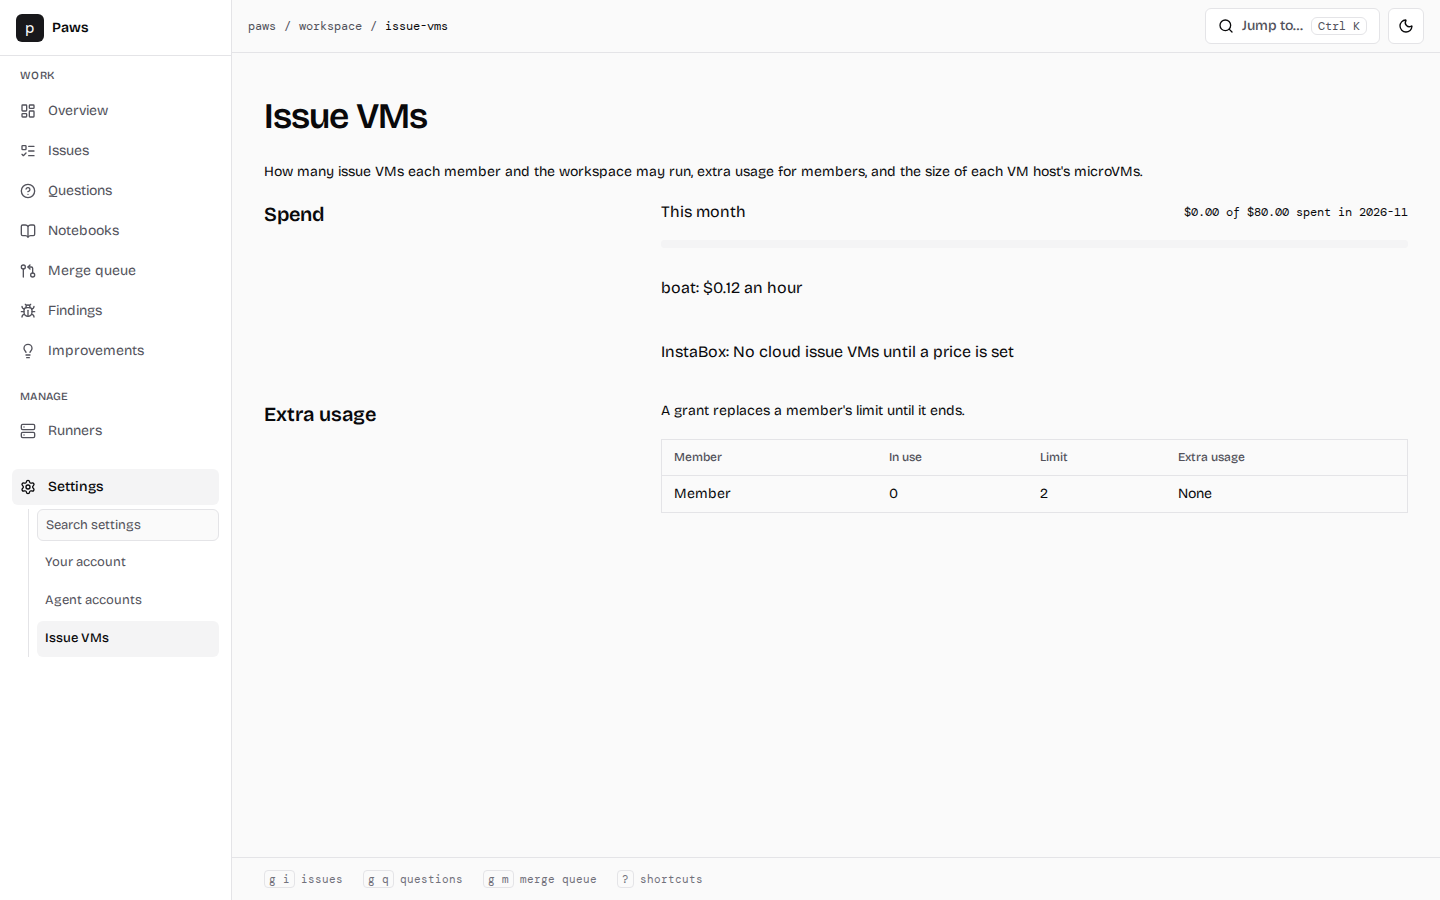 p Paws
WORK
Overview
Issues
Questions
Notebooks
Merge queue
Findings
Improvements
MANAGE
Runners
Settings
Search settings
Your account
Agent accounts
Issue VMs
paws / workspace / issue-vms
Jump to... Ctrl K
Issue VMs
How many issue VMs each member and the workspace may run, extra usage for members, and the size of each VM host's microVMs.
Spend
This month $0.00 of $80.00 spent in 2026-11
boat: $0.12 an hour
InstaBox: No cloud issue VMs until a price is set
Extra usage
A grant replaces a member's limit until it ends.
Member In use Limit Extra usage
Member 0 2 None
g i issues g q questions g m merge queue ? shortcuts